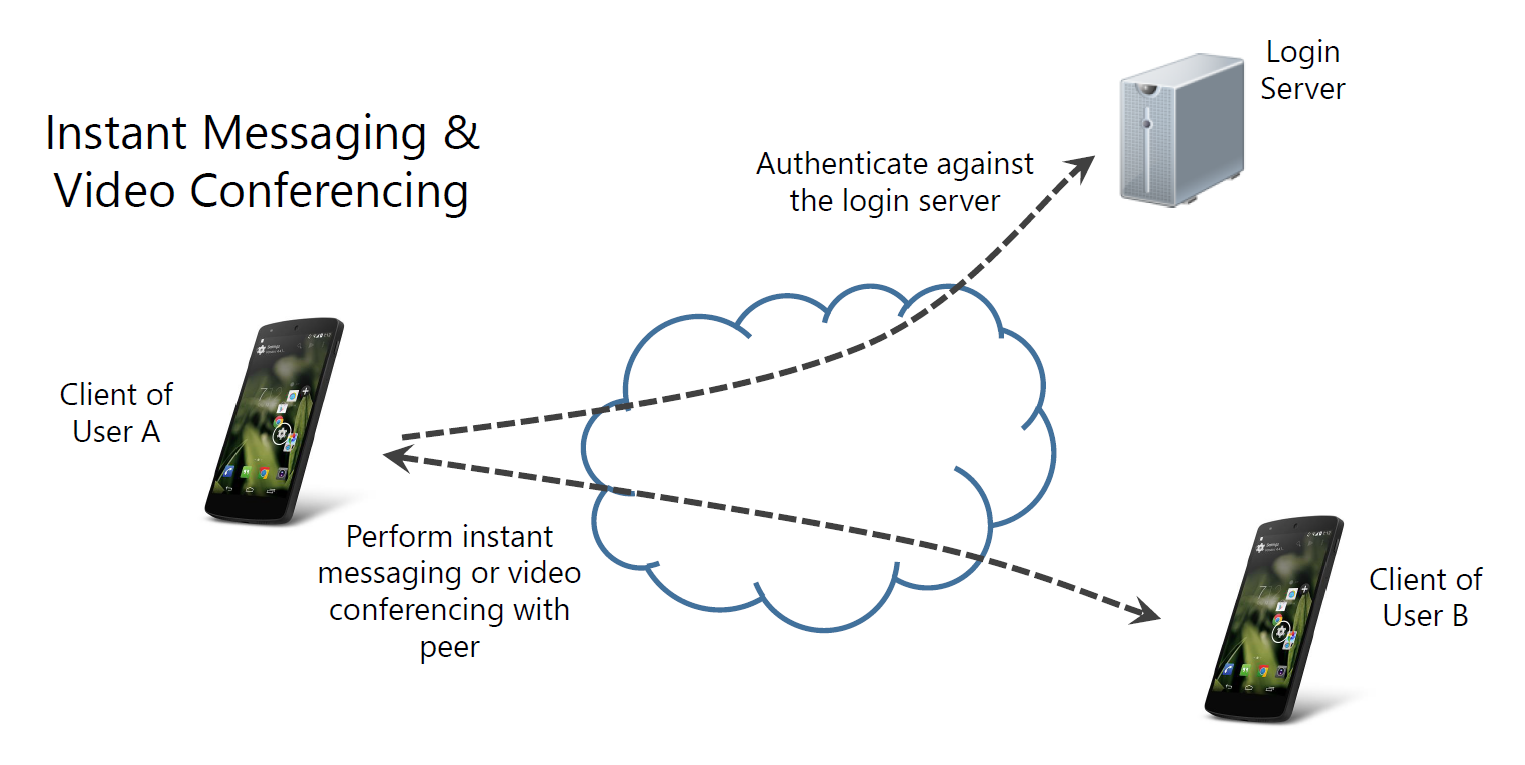 Instant Messaging &
Video Conferencing
Login
Server
Authenticate against
the login server
Client of
User A
Perform instant
messaging or video
conferencing with
peer
Client of
User B